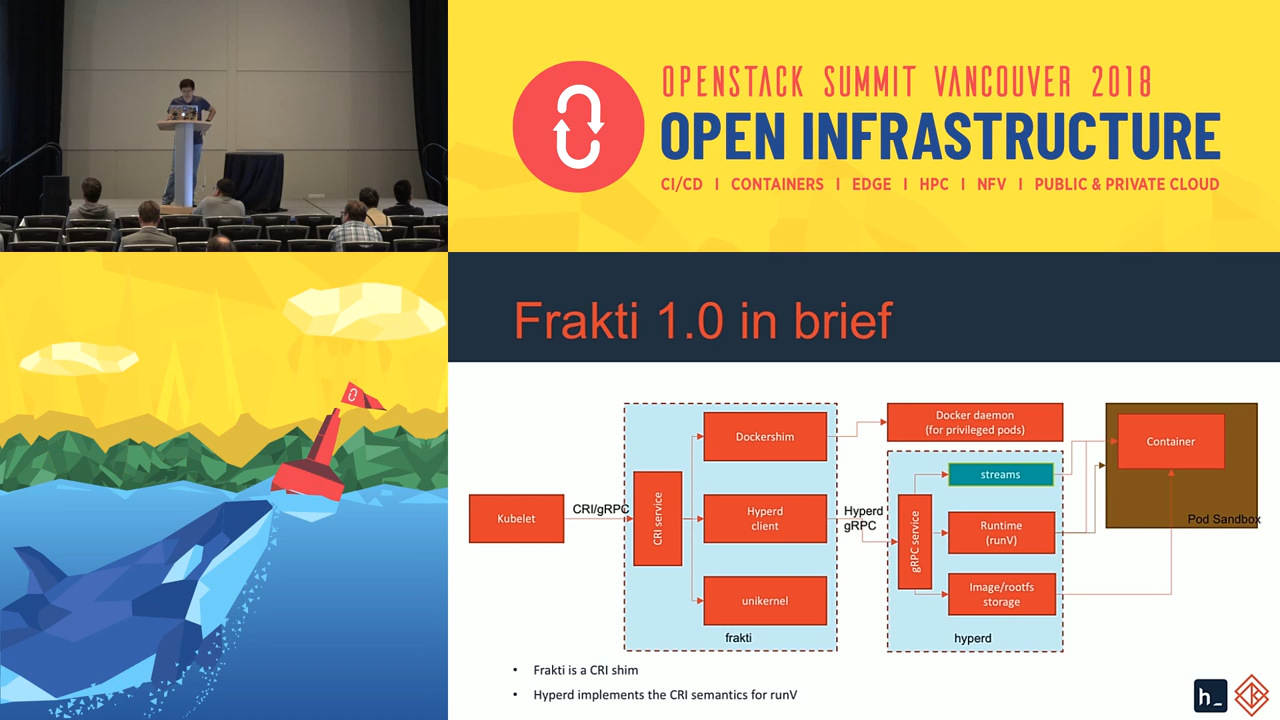 OPENSTACK SUMMIT VANCOUVER 2018
OPEN INFRASTRUCTURE
CI/CD | CONTAINERS | EDGE | HPC | NFV | PUBLIC & PRIVATE CLOUD
Frakti 1.0 in brief
Kubelet
CRI/gRPC
CRI service
Dockershim
Hyperd
client
unikernel
frakti
Hyperd
gRPC
Docker daemon
(for privileged pods)
gRPC service
streams
Runtime
(runV)
Image/rootfs
storage
hyperd
Container
Pod Sandbox
• Frakti is a CRI shim
• Hyperd implements the CRI semantics for runV
h_